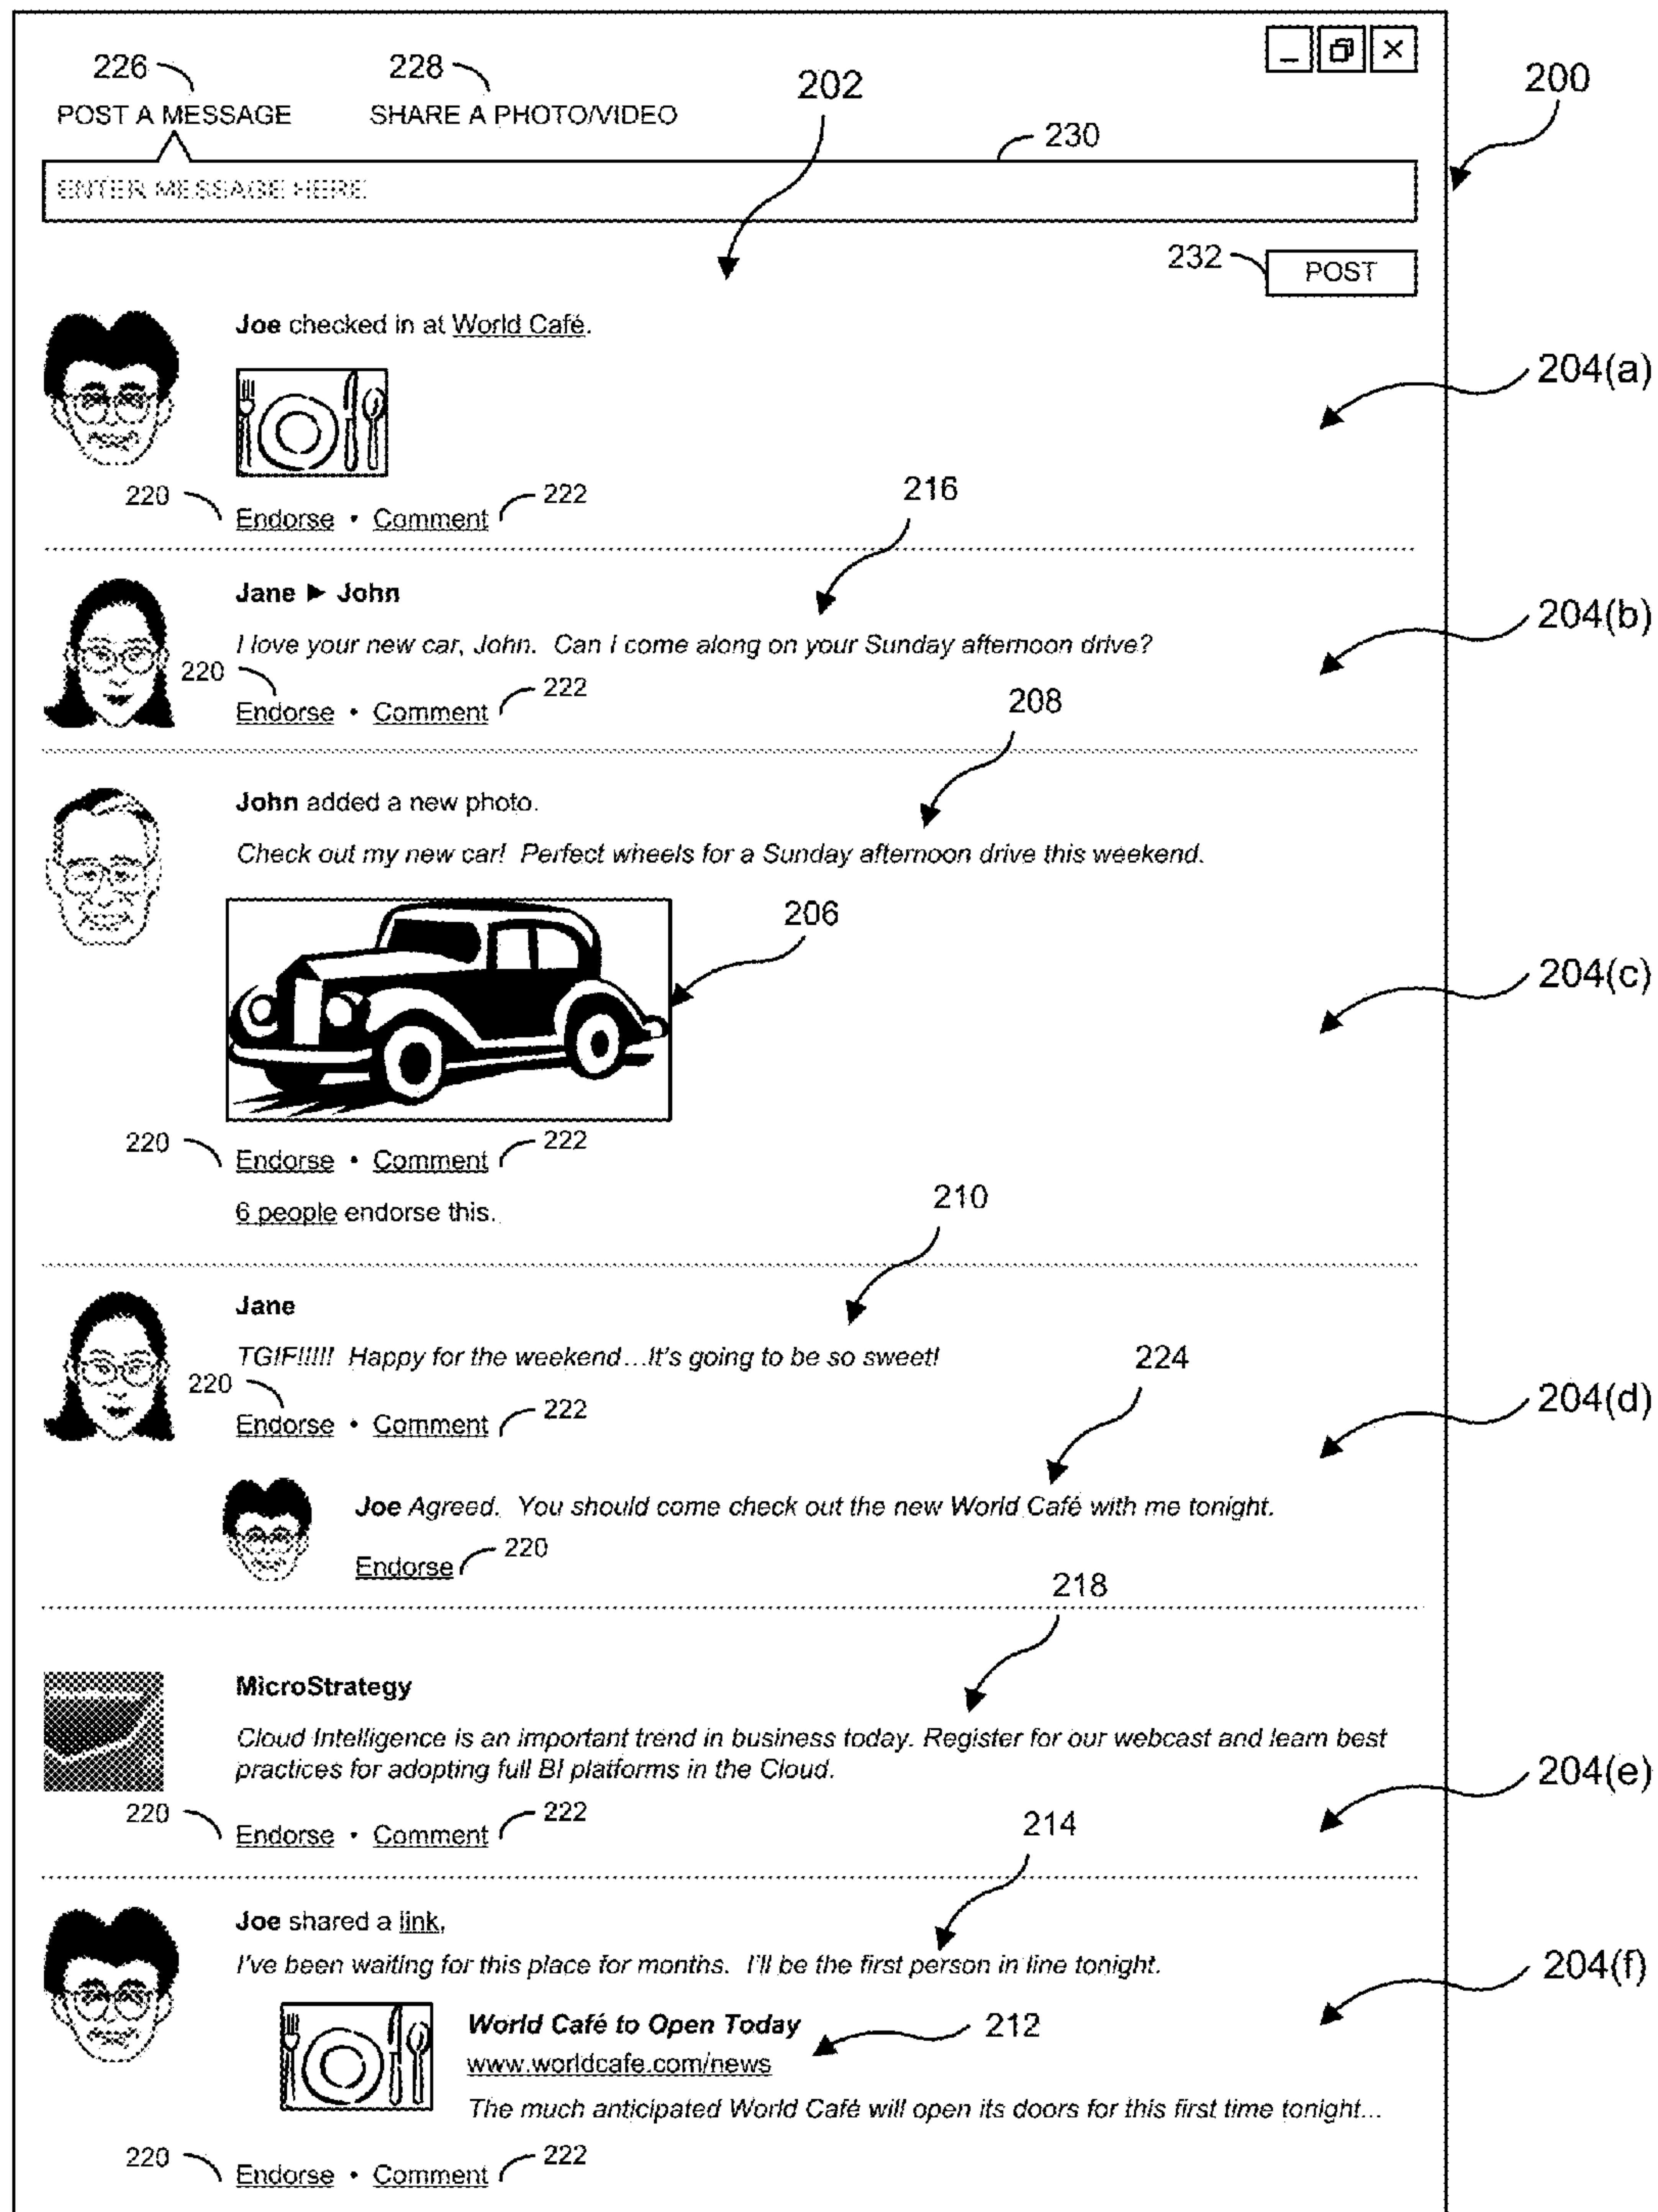 226
228
202
200
POST A MESSAGE
SHARE A PHOTO/VIDEO
230
ENTER MESSAGE HERE
232
POST
Joe checked in at World Café.
204(a)
220
Endorse • Comment
222
216
Jane ▶ John
204(b)
I love your new car, John. Can I come along on your Sunday afternoon drive?
220
Endorse • Comment
222
208
John added a new photo.
Check out my new car! Perfect wheels for a Sunday afternoon drive this weekend.
206
204(c)
220
Endorse • Comment
222
6 people endorse this.
210
Jane
TGIF!!!!! Happy for the weekend...It's going to be so sweet!
224
220
Endorse • Comment
222
204(d)
Joe Agreed. You should come check out the new World Café with me tonight.
Endorse
220
218
MicroStrategy
Cloud Intelligence is an important trend in business today. Register for our webcast and learn best
practices for adopting full BI platforms in the Cloud.
204(e)
220
Endorse • Comment
222
214
Joe shared a link,
I've been waiting for this place for months. I'll be the first person in line tonight.
204(f)
World Café to Open Today
212
www.worldcafe.com/news
The much anticipated World Café will open its doors for this first time tonight...
220
Endorse • Comment
222